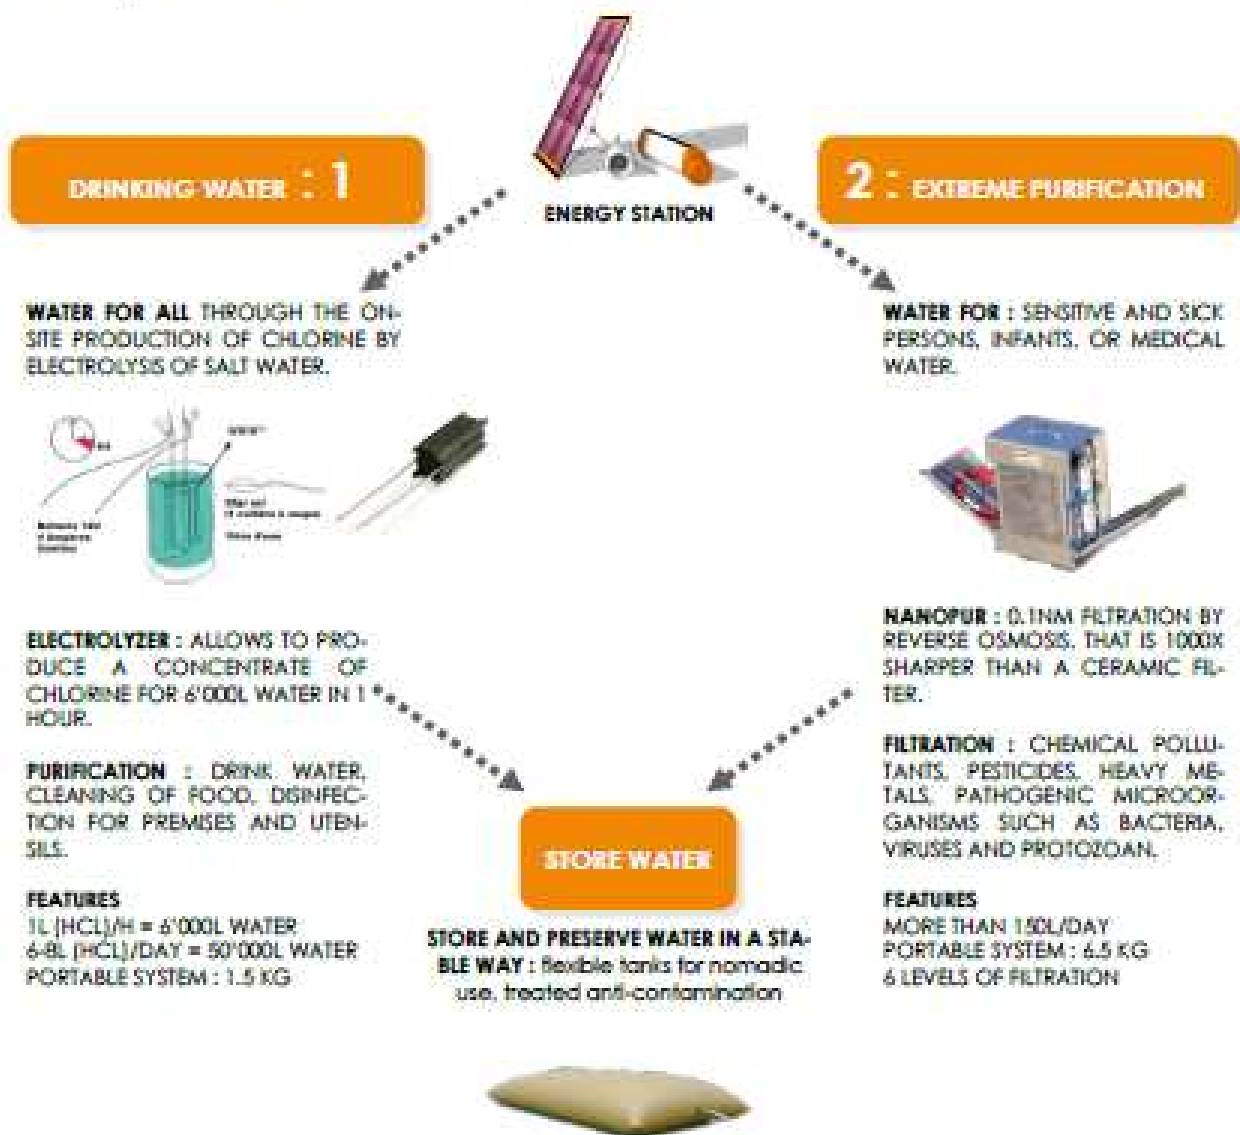 DRINKING WATER : 1
ENERGY STATION
2 : EXTREME PURIFICATION
WATER FOR ALL THROUGH THE ON-
SITE PRODUCTION OF CHLORINE BY
ELECTROLYSIS OF SALT WATER.
ELECTROLYZER : ALLOWS TO PRO-
DUCE A CONCENTRATE OF
CHLORINE FOR 6'000L WATER IN 1
HOUR.
PURIFICATION : DRINK WATER,
CLEANING OF FOOD, DISINFEC-
TION FOR PREMISES AND UTEN-
SILS.
FEATURES
1L [HCL]/H = 6'000L WATER
6-8L [HCL]/DAY = 50'000L WATER
PORTABLE SYSTEM : 1.5 KG
WATER FOR : SENSITIVE AND SICK
PERSONS, INFANTS, OR MEDICAL
WATER.
NANOPUR : 0.1NM FILTRATION BY
REVERSE OSMOSIS, THAT IS 1000X
SHARPER THAN A CERAMIC FIL-
TER.
FILTRATION : CHEMICAL POLLU-
TANTS, PESTICIDES, HEAVY ME-
TALS, PATHOGENIC MICROOR-
GANISMS SUCH AS BACTERIA,
VIRUSES AND PROTOZOAN.
FEATURES
MORE THAN 150L/DAY
PORTABLE SYSTEM : 6.5 KG
6 LEVELS OF FILTRATION
STORE WATER
STORE AND PRESERVE WATER IN A STA-
BLE WAY : flexible tanks for nomadic
use, treated anti-contamination